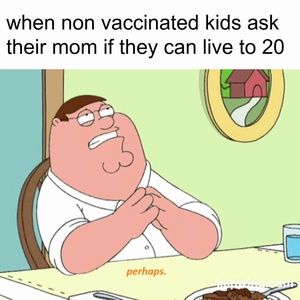 when non vaccinated kids ask
their mom if they can live to 20
perhaps.